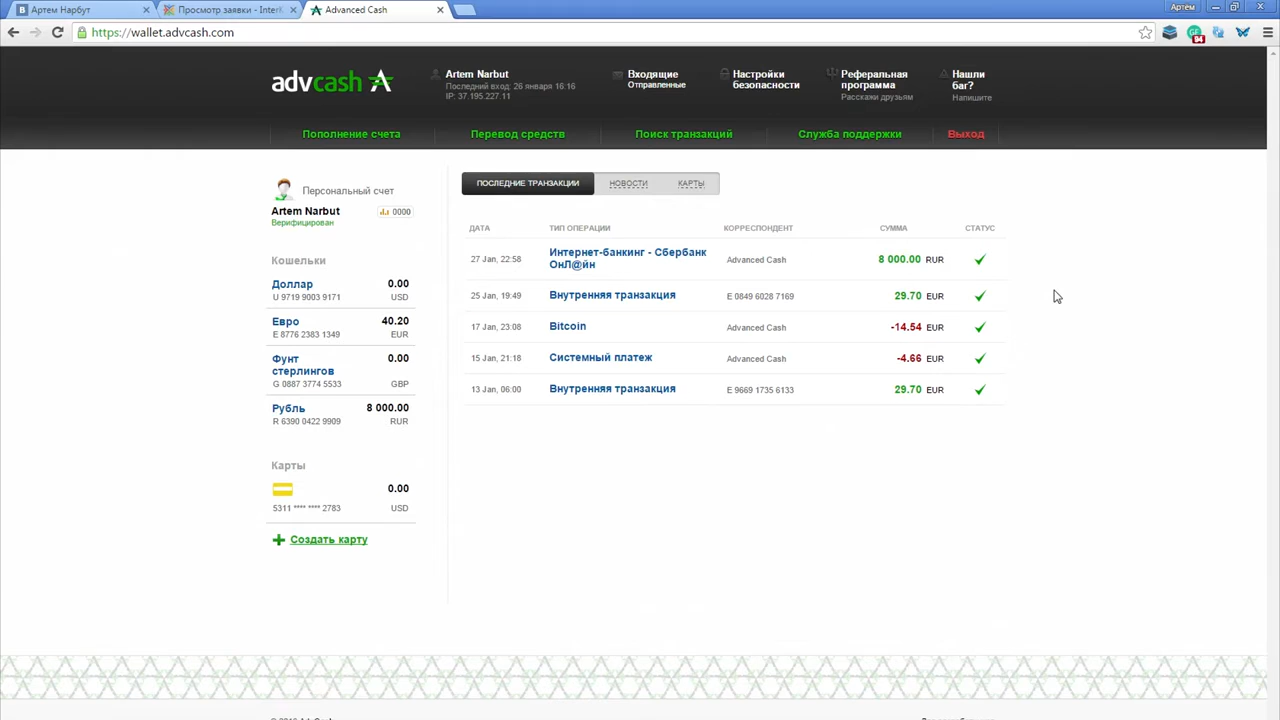 Артем Нарбут
Просмотр заявки - Interk
Advanced Cash
Артём
https://wallet.advcash.com
94
advcash
Artem Narbut
Последний вход: 26 января 16:16
IP: 37.195.227.11
Входящие
Отправленные
Настройки
безопасности
Реферальная
программа
Расскажи друзьям
Нашли
баг?
Напишите
Пополнение счета
Перевод средств
Поиск транзакций
Служба поддержки
Выход
Персональный счет
Artem Narbut
0000
Верифицирован
Кошельки
Доллар 0.00
U 9719 9003 9171 USD
Евро 40.20
E 8776 2383 1349 EUR
Фунт 0.00
стерлингов
G 0887 3774 5533 GBP
Рубль 8 000.00
R 6390 0422 9909 RUR
Карты
0.00
5311 **** **** 2783 USD
Создать карту
ПОСЛЕДНИЕ ТРАНЗАКЦИИ НОВОСТИ КАРТЫ
ДАТА ТИП ОПЕРАЦИИ КОРРЕСПОНДЕНТ СУММА СТАТУС
27 Jan, 22:58 Интернет-банкинг - Сбербанк Advanced Cash 8 000.00 RUR
ОнЛ@йн
25 Jan, 19:49 Внутренняя транзакция E 0849 6028 7169 29.70 EUR
17 Jan, 23:08 Bitcoin Advanced Cash -14.54 EUR
15 Jan, 21:18 Системный платеж Advanced Cash -4.66 EUR
13 Jan, 06:00 Внутренняя транзакция E 9669 1735 6133 29.70 EUR